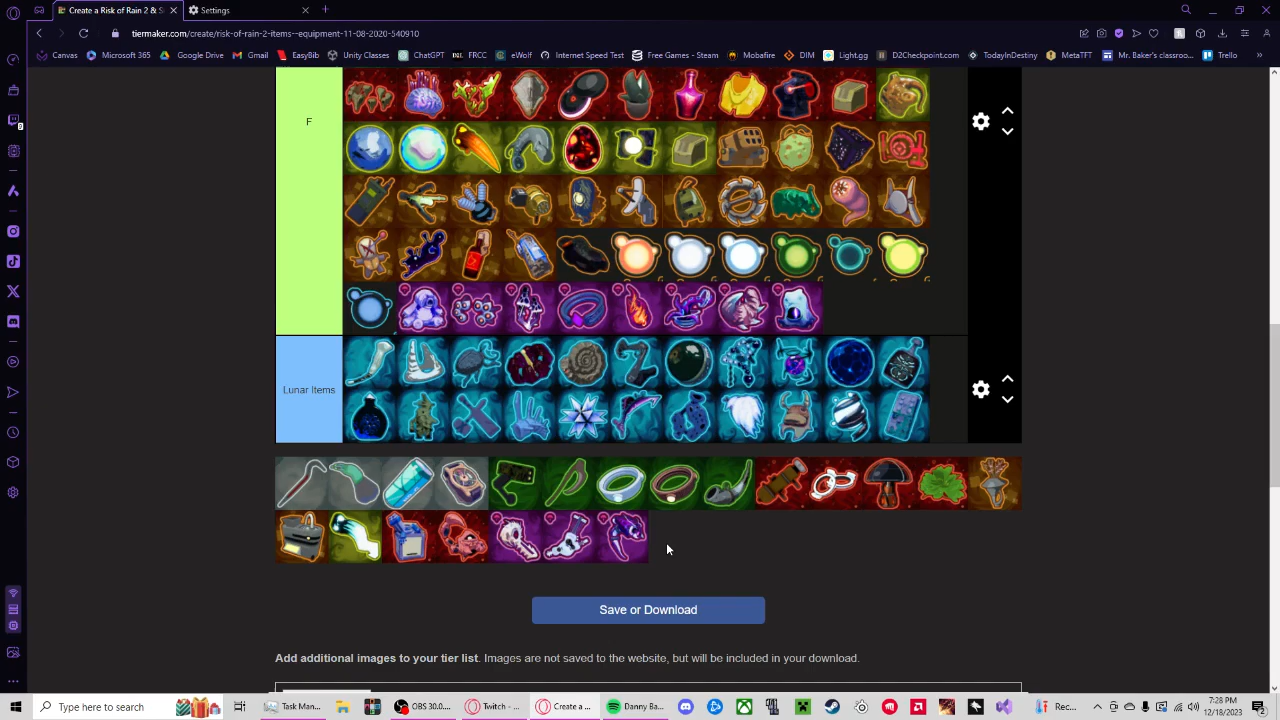 Create a Risk of Rain 2 & S
Settings
tiermaker.com/create/risk-of-rain-2-items--equipment-11-08-2020-540910
Canvas
Microsoft 365
Google Drive
Gmail
EasyBib
ChatGPT
FRCC
eWolf
Internet Speed Test
Free Games - Steam
Mobafire
DIM
Light.gg
D2Checkpoint.com
TodayInDestiny
MetaTFT
Mr. Baker's classroo...
Trello
F
Lunar Items
Save or Download
Add additional images to your tier list. Images are not saved to the website, but will be included in your download.
Type here to search
Task Man...
OBS 30.0....
Twitch - ...
Create a ...
Danny Ba...
Rec...
7:28 PM
12/18/2023